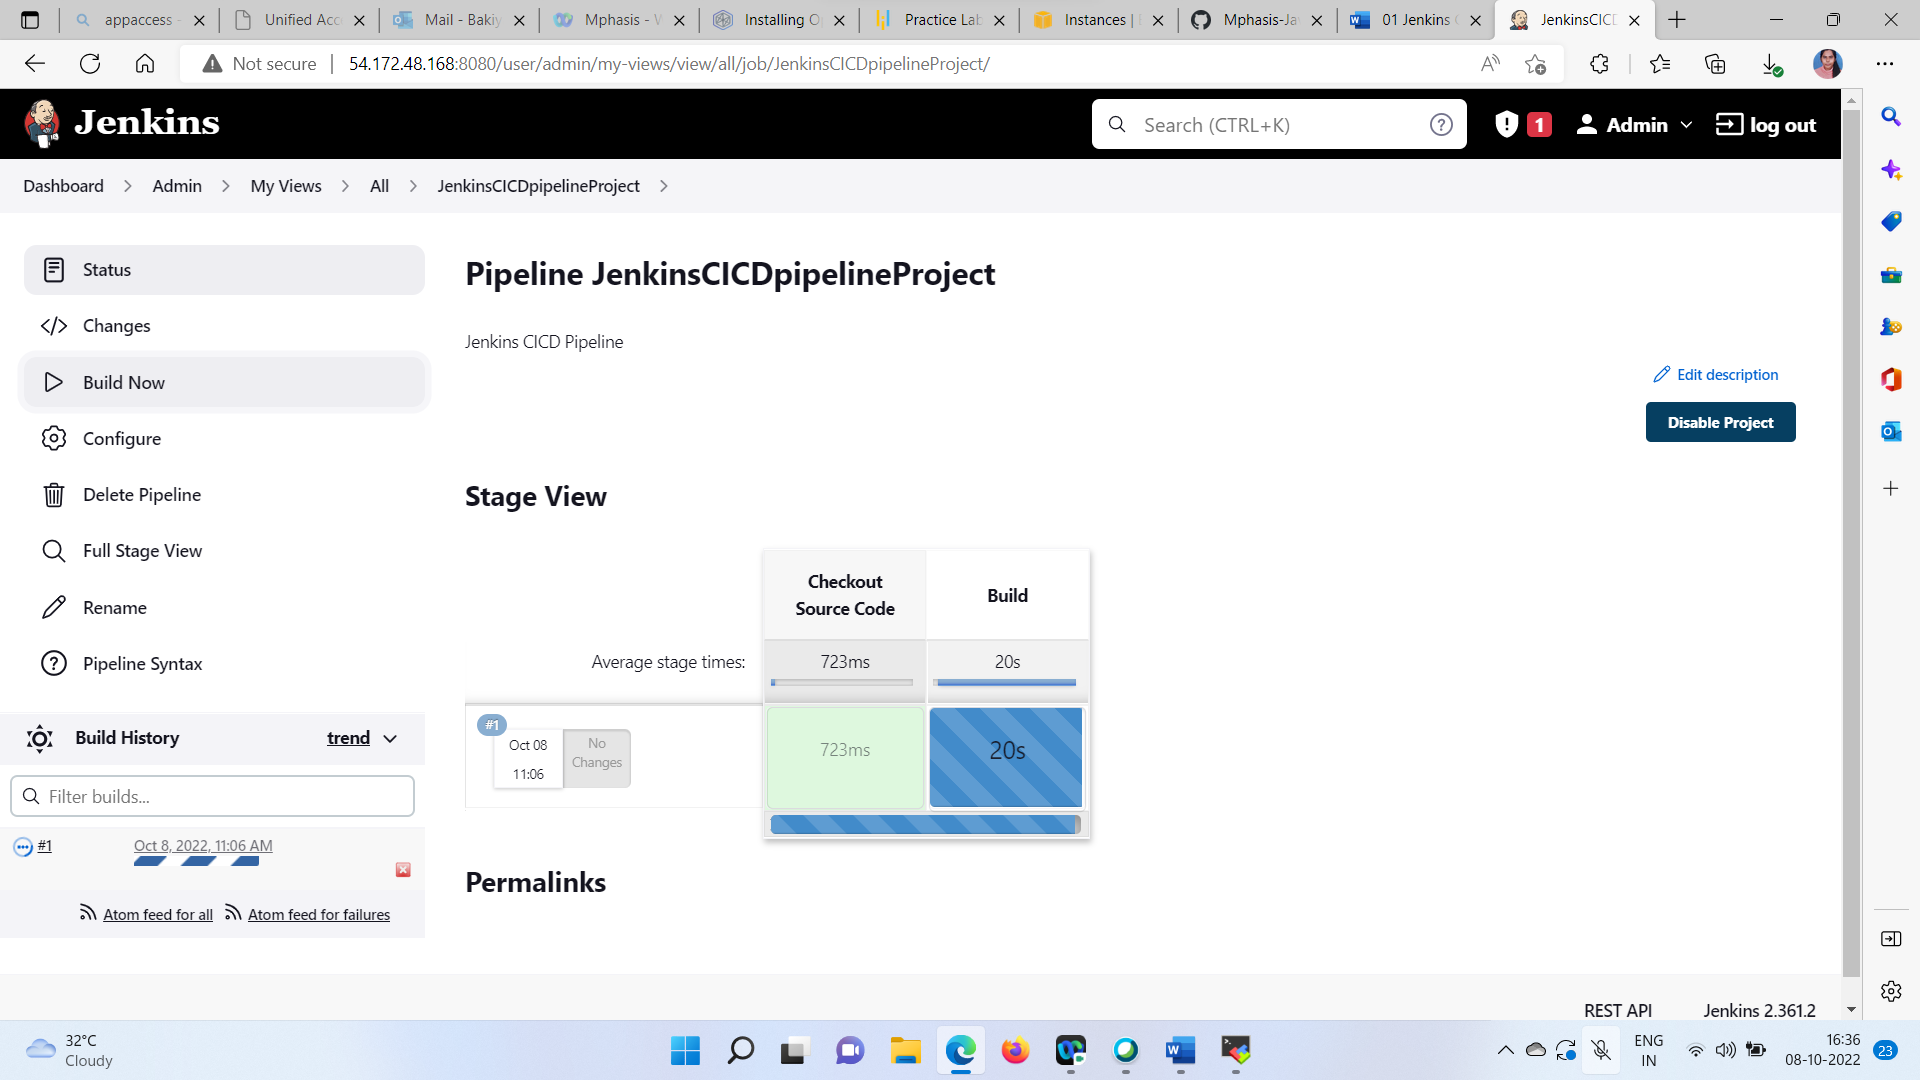 appaccess -
Unified Acc
Mail - Bakiy
Mphasis - W
Installing O
Practice Lab
Instances |
Mphasis-Ja
01 Jenkins
JenkinsCICD
Not secure
54.172.48.168:8080/user/admin/my-views/view/all/job/JenkinsCICDpipelineProject/
Jenkins
Search (CTRL+K)
1
Admin
log out
Dashboard
Admin
My Views
All
JenkinsCICDpipelineProject
Status
Changes
Build Now
Configure
Delete Pipeline
Full Stage View
Rename
Pipeline Syntax
Build History
trend
Filter builds...
#1
Oct 8, 2022, 11:06 AM
Atom feed for all
Atom feed for failures
Pipeline JenkinsCICDpipelineProject
Jenkins CICD Pipeline
Edit description
Disable Project
Stage View
Checkout
Source Code
Build
Average stage times:
723ms
20s
#1
Oct 08
11:06
No
Changes
723ms
20s
Permalinks
REST API
Jenkins 2.361.2
32°C
Cloudy
ENG
IN
16:36
08-10-2022
23